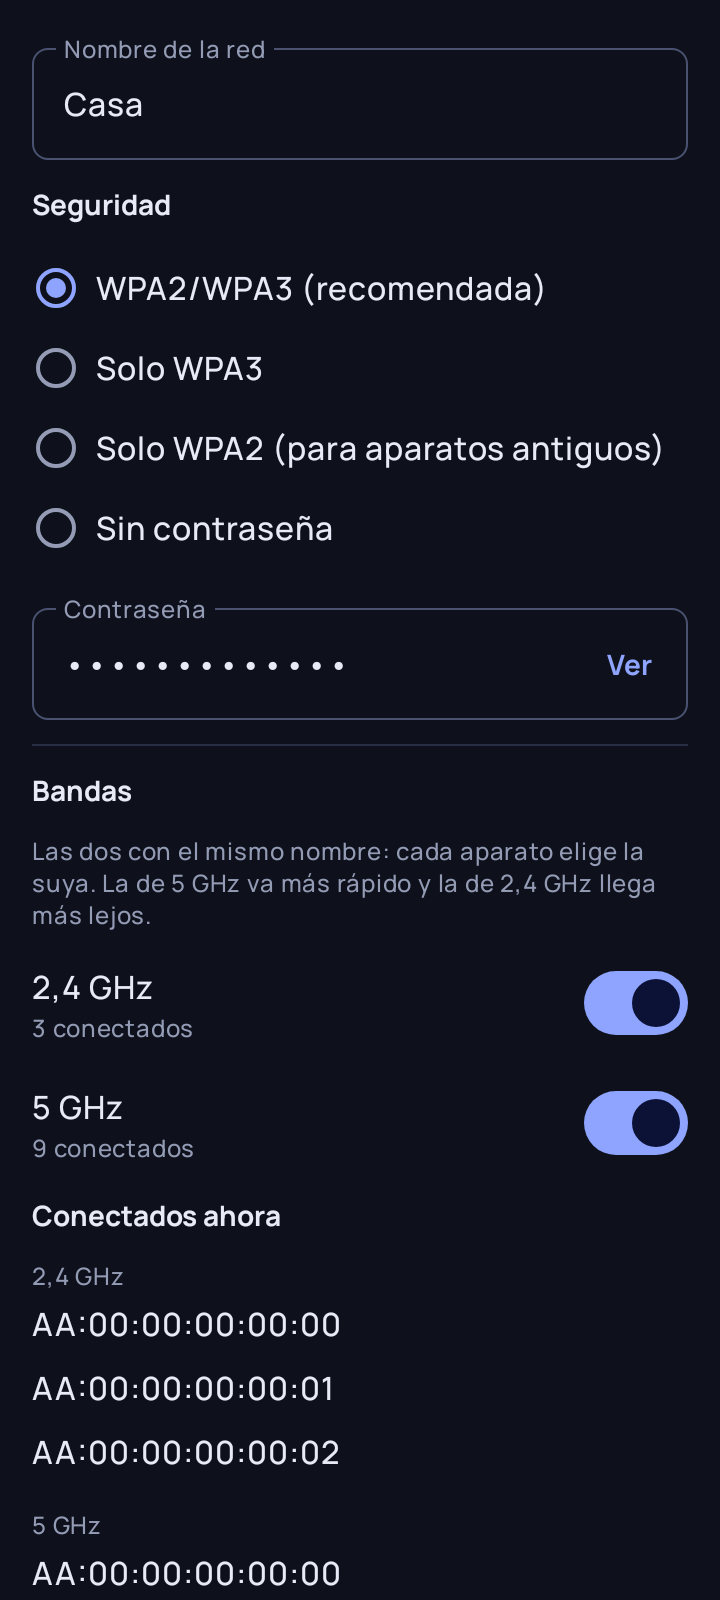 Nombre de la red
Casa
Seguridad
WPA2/WPA3 (recomendada)
Solo WPA3
Solo WPA2 (para aparatos antiguos)
Sin contraseña
Contraseña
•••••••••••••
Ver
Bandas
Las dos con el mismo nombre: cada aparato elige la
suya. La de 5 GHz va más rápido y la de 2,4 GHz llega
más lejos.
2,4 GHz
3 conectados
5 GHz
9 conectados
Conectados ahora
2,4 GHz
AA:00:00:00:00:00
AA:00:00:00:00:01
AA:00:00:00:00:02
5 GHz
AA:00:00:00:00:00